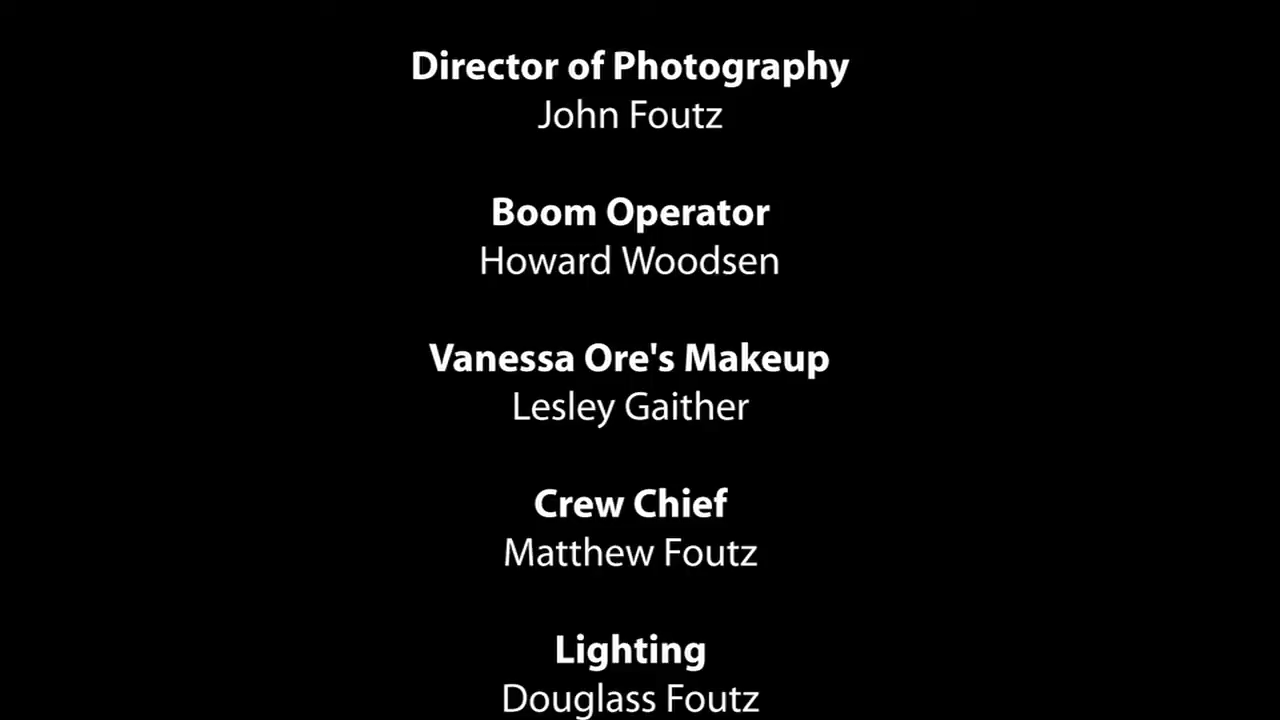 Director of Photography
John Foutz
Boom Operator
Howard Woodsen
Vanessa Ore's Makeup
Lesley Gaither
Crew Chief
Matthew Foutz
Lighting
Douglass Foutz